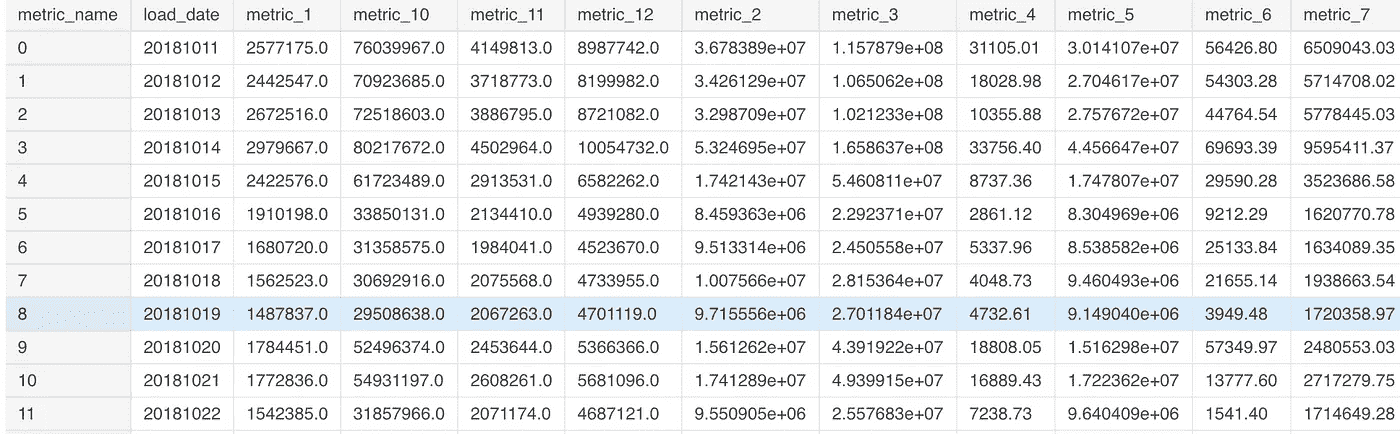 metric_name load_date metric_1 metric_10 metric_11 metric_12 metric_2 metric_3 metric_4 metric_5 metric_6 metric_7
0 20181011 2577175.0 76039967.0 4149813.0 8987742.0 3.678389e+07 1.157879e+08 31105.01 3.014107e+07 56426.80 6509043.03
1 20181012 2442547.0 70923685.0 3718773.0 8199982.0 3.426129e+07 1.065062e+08 18028.98 2.704617e+07 54303.28 5714708.02
2 20181013 2672516.0 72518603.0 3886795.0 8721082.0 3.298709e+07 1.021233e+08 10355.88 2.757672e+07 44764.54 5778445.03
3 20181014 2979667.0 80217672.0 4502964.0 10054732.0 5.324695e+07 1.658637e+08 33756.40 4.456647e+07 69693.39 9595411.37
4 20181015 2422576.0 61723489.0 2913531.0 6582262.0 1.742143e+07 5.460811e+07 8737.36 1.747807e+07 29590.28 3523686.58
5 20181016 1910198.0 33850131.0 2134410.0 4939280.0 8.459363e+06 2.292371e+07 2861.12 8.304969e+06 9212.29 1620770.78
6 20181017 1680720.0 31358575.0 1984041.0 4523670.0 9.513314e+06 2.450558e+07 5337.96 8.538582e+06 25133.84 1634089.35
7 20181018 1562523.0 30692916.0 2075568.0 4733955.0 1.007566e+07 2.815364e+07 4048.73 9.460493e+06 21655.14 1938663.54
8 20181019 1487837.0 29508638.0 2067263.0 4701119.0 9.715556e+06 2.701184e+07 4732.61 9.149040e+06 3949.48 1720358.97
9 20181020 1784451.0 52496374.0 2453644.0 5366366.0 1.561262e+07 4.391922e+07 18808.05 1.516298e+07 57349.97 2480553.03
10 20181021 1772836.0 54931197.0 2608261.0 5681096.0 1.741289e+07 4.939915e+07 16889.43 1.722362e+07 13777.60 2717279.75
11 20181022 1542385.0 31857966.0 2071174.0 4687121.0 9.550905e+06 2.557683e+07 7238.73 9.640409e+06 1541.40 1714649.28